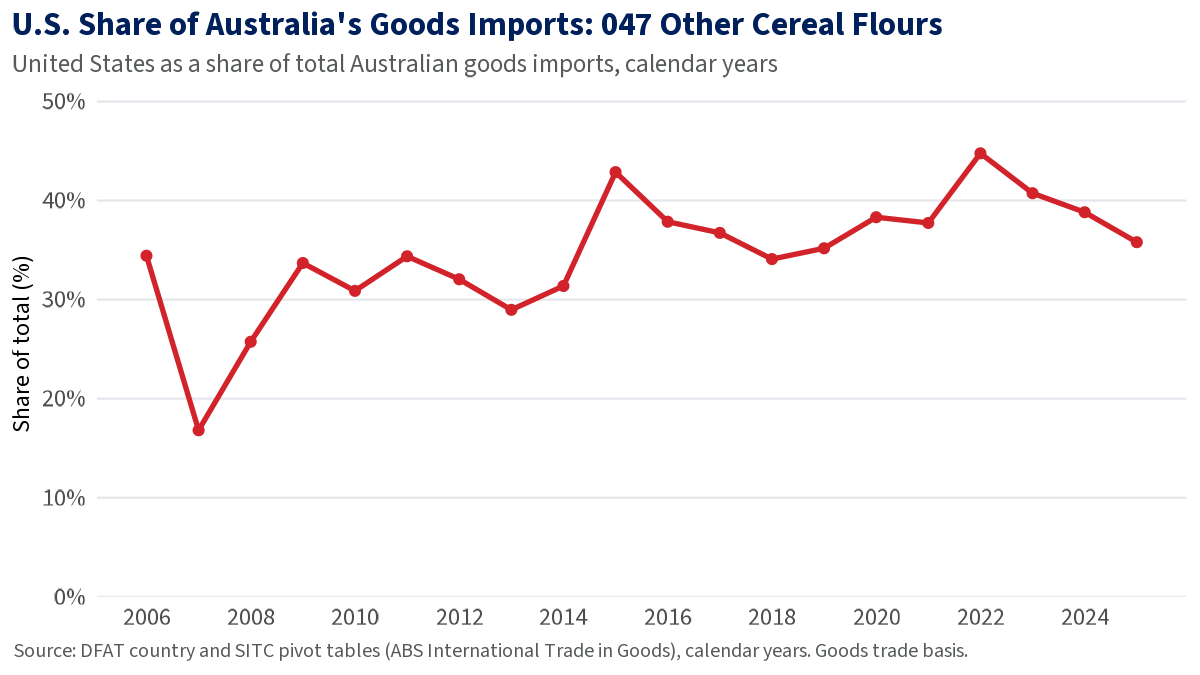 U.S. Share of Australia's Goods Imports: 047 Other Cereal Flours
United States as a share of total Australian goods imports, calendar years
Share of total (%)
50%
40%
30%
20%
10%
0%
2006 2008 2010 2012 2014 2016 2018 2020 2022 2024
Source: DFAT country and SITC pivot tables (ABS International Trade in Goods), calendar years. Goods trade basis.